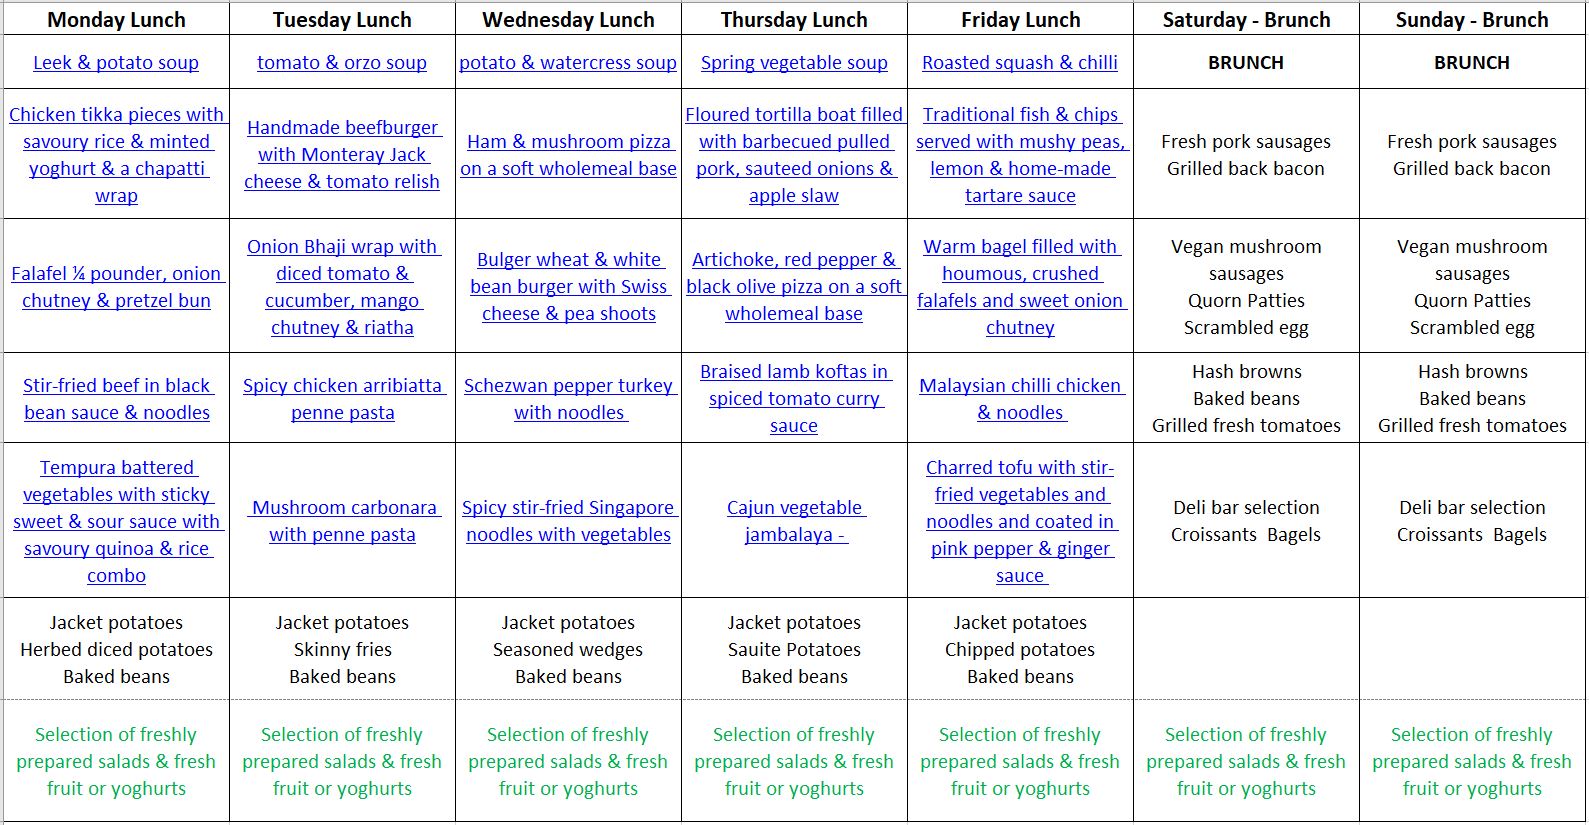 Monday Lunch
Tuesday Lunch
Wednesday Lunch
Thursday Lunch
Friday Lunch
Saturday - Brunch
Sunday - Brunch
Leek & potato soup
tomato & orzo soup
potato & watercress soup
Spring vegetable soup
Roasted squash & chilli
BRUNCH
BRUNCH
Chicken tikka pieces with
savoury rice & minted
yoghurt & a chapatti
wrap
Handmade beefburger
with Monteray Jack
cheese & tomato relish
Ham & mushroom pizza
on a soft wholemeal base
Floured tortilla boat filled
with barbecued pulled
pork, sauteed onions &
apple slaw
Traditional fish & chips
served with mushy peas,
lemon & home-made
tartare sauce
Fresh pork sausages
Grilled back bacon
Fresh pork sausages
Grilled back bacon
Falafel ¼ pounder, onion
chutney & pretzel bun
Onion Bhaji wrap with
diced tomato &
cucumber, mango
chutney & riatha
Bulger wheat & white
bean burger with Swiss
cheese & pea shoots
Artichoke, red pepper &
black olive pizza on a soft
wholemeal base
Warm bagel filled with
houmous, crushed
falafels and sweet onion
chutney
Vegan mushroom
sausages
Quorn Patties
Scrambled egg
Vegan mushroom
sausages
Quorn Patties
Scrambled egg
Stir-fried beef in black
bean sauce & noodles
Spicy chicken arribiatta
penne pasta
Schezwan pepper turkey
with noodles
Braised lamb koftas in
spiced tomato curry
sauce
Malaysian chilli chicken
& noodles
Hash browns
Baked beans
Grilled fresh tomatoes
Hash browns
Baked beans
Grilled fresh tomatoes
Tempura battered
vegetables with sticky
sweet & sour sauce with
savoury quinoa & rice
combo
Mushroom carbonara
with penne pasta
Spicy stir-fried Singapore
noodles with vegetables
Cajun vegetable
jambalaya -
Charred tofu with stir-
fried vegetables and
noodles and coated in
pink pepper & ginger
sauce
Deli bar selection
Croissants  Bagels
Deli bar selection
Croissants  Bagels
Jacket potatoes
Herbed diced potatoes
Baked beans
Jacket potatoes
Skinny fries
Baked beans
Jacket potatoes
Seasoned wedges
Baked beans
Jacket potatoes
Sauite Potatoes
Baked beans
Jacket potatoes
Chipped potatoes
Baked beans
Selection of freshly
prepared salads & fresh
fruit or yoghurts
Selection of freshly
prepared salads & fresh
fruit or yoghurts
Selection of freshly
prepared salads & fresh
fruit or yoghurts
Selection of freshly
prepared salads & fresh
fruit or yoghurts
Selection of freshly
prepared salads & fresh
fruit or yoghurts
Selection of freshly
prepared salads & fresh
fruit or yoghurts
Selection of freshly
prepared salads & fresh
fruit or yoghurts